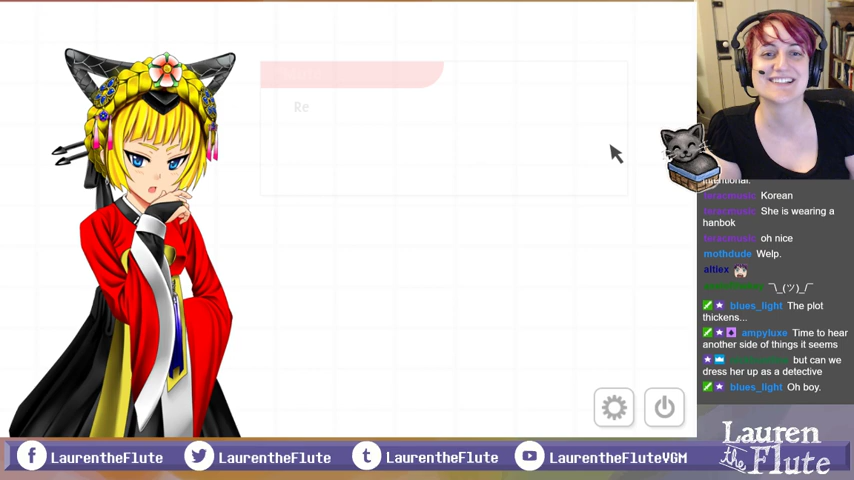 Re
intentional.
Korean
She is wearing a
hanbok
oh nice
mothdude Welp.
altlex
¯\_(ツ)_/¯
blues_light The plot
thickens...
ampyluxe Time to hear
another side of things it seems
but can we
dress her up as a detective
blues_light Oh boy.
LaurentheFlute
LaurentheFlute
LaurentheFlute
LaurentheFluteVGM
Lauren
the Flute